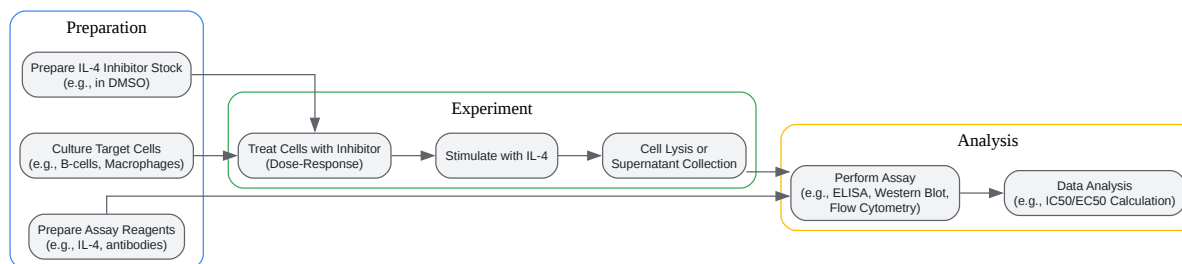 Preparation
Prepare IL-4 Inhibitor Stock
(e.g., in DMSO)
Culture Target Cells
(e.g., B-cells, Macrophages)
Prepare Assay Reagents
(e.g., IL-4, antibodies)
Experiment
Treat Cells with Inhibitor
(Dose-Response)
Stimulate with IL-4
Cell Lysis or
Supernatant Collection
Analysis
Perform Assay
(e.g., ELISA, Western Blot,
Flow Cytometry)
Data Analysis
(e.g., IC50/EC50 Calculation)